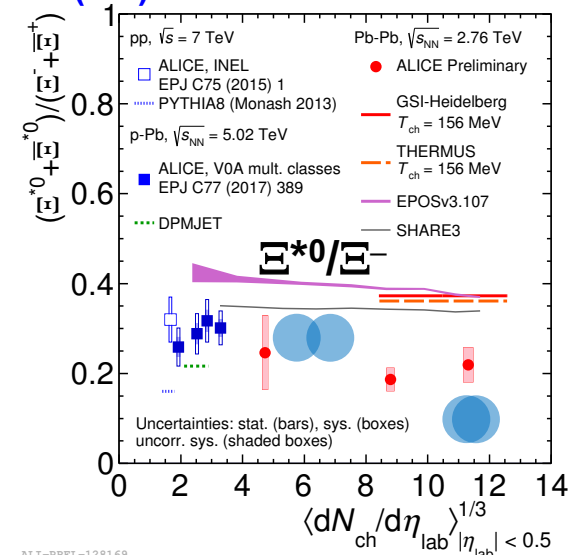 pp, √s = 7 TeV
ALICE, INEL
EPJ C75 (2015) 1
PYTHIA8 (Monash 2013)
p-Pb, √sNN = 5.02 TeV
ALICE, V0A mult. classes
EPJ C77 (2017) 389
DPMJET
Pb-Pb, √sNN = 2.76 TeV
ALICE Preliminary
GSI-Heidelberg
Tch = 156 MeV
THERMUS
Tch = 156 MeV
EPOSv3.107
SHARE3
Ξ*0/Ξ−
Uncertainties: stat. (bars), sys. (boxes)
uncorr. sys. (shaded boxes)
(Ξ*0+Ξ̅*0)/(Ξ-+Ξ̅+)
1
0.8
0.6
0.4
0.2
0
0 2 4 6 8 10 12 14
⟨dNch/dηlab⟩1/3|ηlab| < 0.5